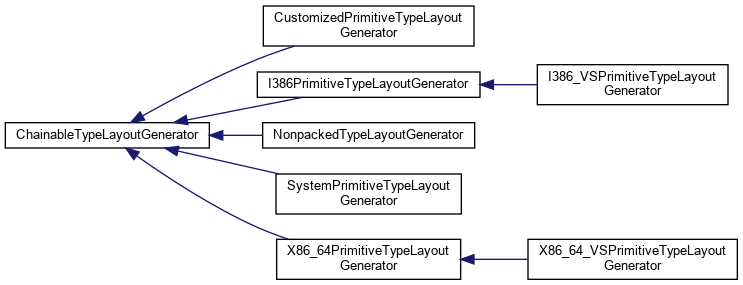 CustomizedPrimitiveTypeLayout
Generator
I386PrimitiveTypeLayoutGenerator
I386_VSPrimitiveTypeLayout
Generator
ChainableTypeLayoutGenerator
NonpackedTypeLayoutGenerator
SystemPrimitiveTypeLayout
Generator
X86_64PrimitiveTypeLayout
Generator
X86_64_VSPrimitiveTypeLayout
Generator